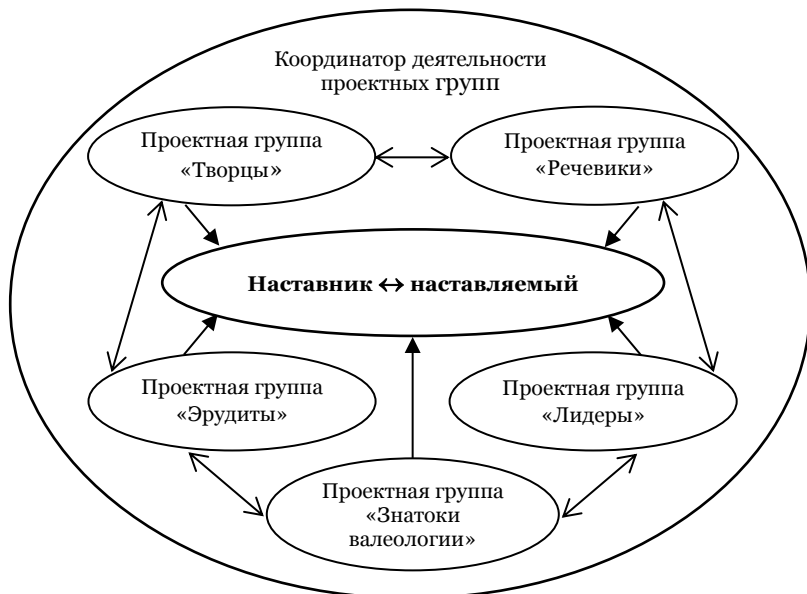 Координатор деятельности
проектных групп
Проектная группа
«Творцы»
Проектная группа
«Речевики»
Наставник ↔ наставляемый
Проектная группа
«Эрудиты»
Проектная группа
«Лидеры»
Проектная группа
«Знатоки
валеологии»